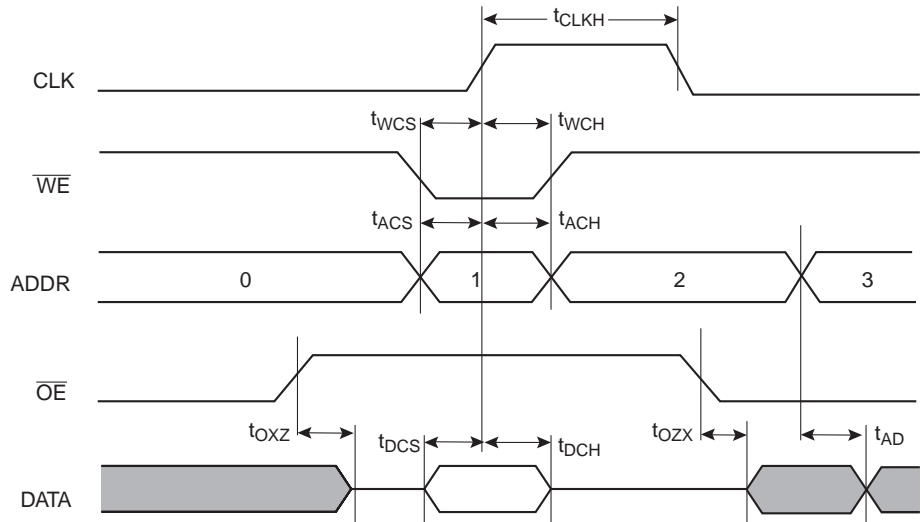 tCLKH
CLK
tWCS tWCH
WE
tACS tACH
ADDR 0 1 2 3
OE
tOXZ tDCS tDCH tOZX tAD
DATA